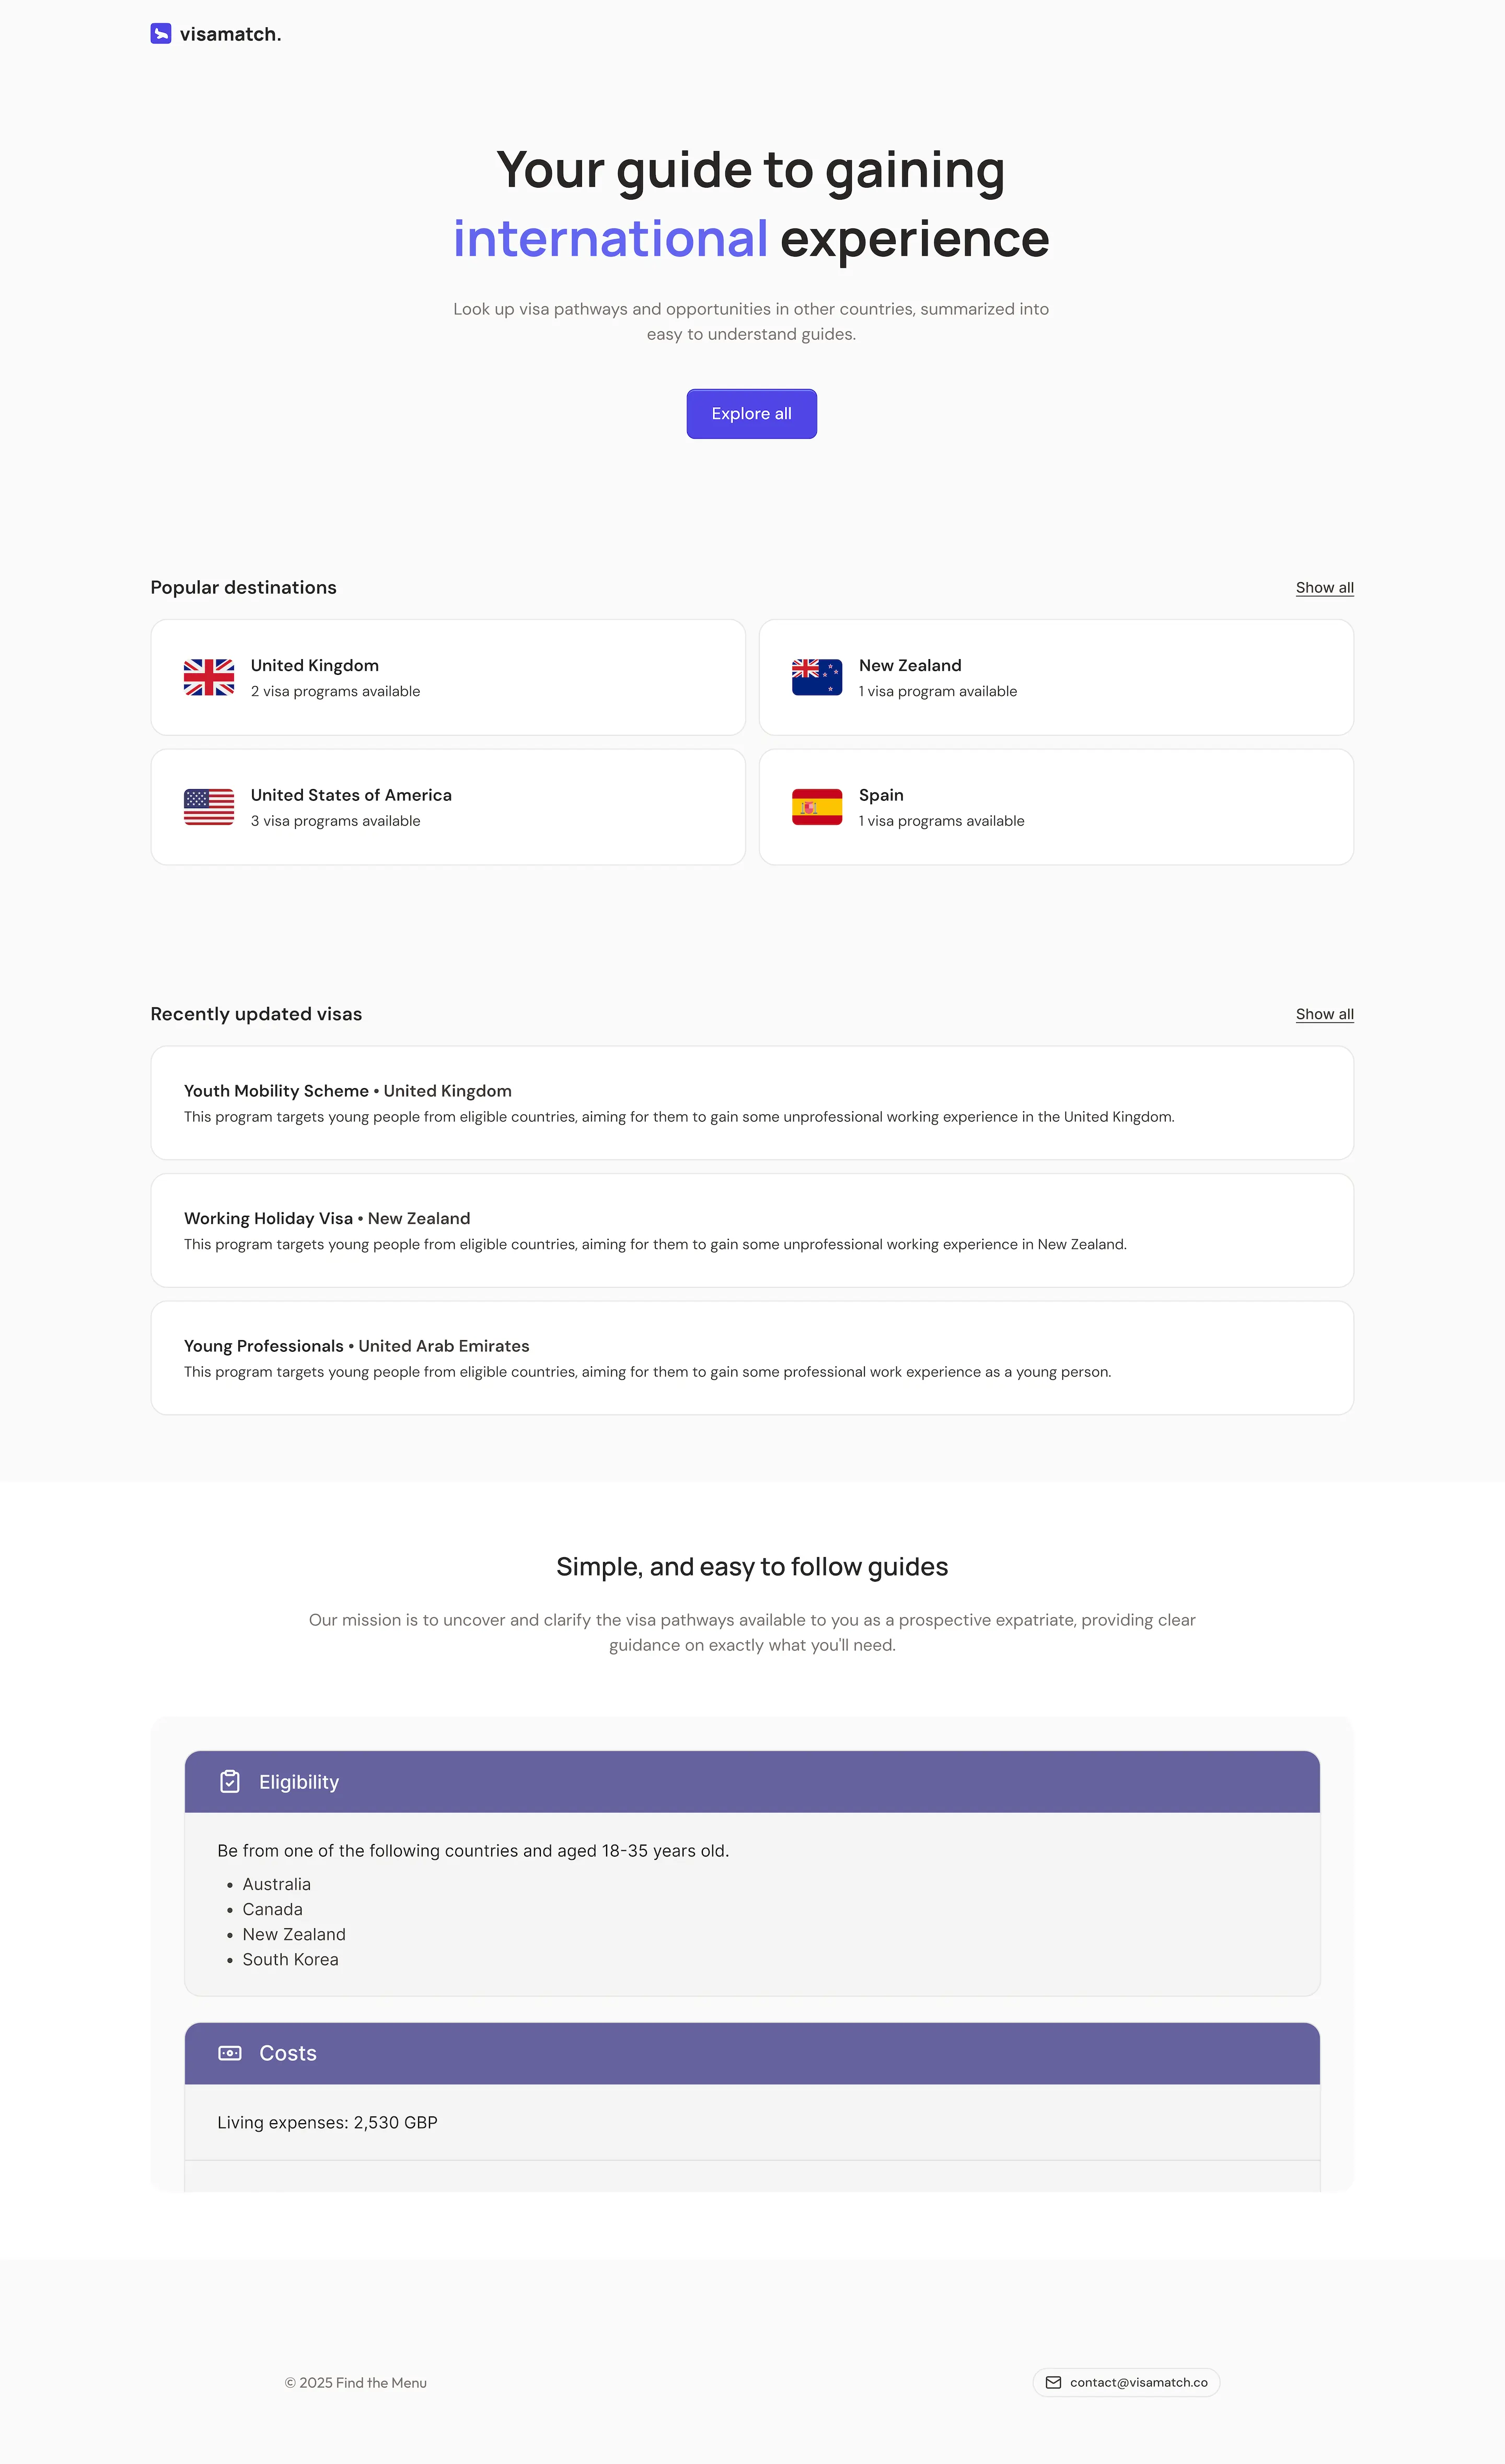 visamatch.
Your guide to gaining
international experience
Look up visa pathways and opportunities in other countries, summarized into
easy to understand guides.
Explore all
Popular destinations
Show all
United Kingdom
2 visa programs available
New Zealand
1 visa program available
United States of America
3 visa programs available
Spain
1 visa programs available
Recently updated visas
Show all
Youth Mobility Scheme • United Kingdom
This program targets young people from eligible countries, aiming for them to gain some unprofessional working experience in the United Kingdom.
Working Holiday Visa • New Zealand
This program targets young people from eligible countries, aiming for them to gain some unprofessional working experience in New Zealand.
Young Professionals • United Arab Emirates
This program targets young people from eligible countries, aiming for them to gain some professional work experience as a young person.
Simple, and easy to follow guides
Our mission is to uncover and clarify the visa pathways available to you as a prospective expatriate, providing clear
guidance on exactly what you'll need.
Eligibility
Be from one of the following countries and aged 18-35 years old.
• Australia
• Canada
• New Zealand
• South Korea
Costs
Living expenses: 2,530 GBP
© 2025 Find the Menu
contact@visamatch.co